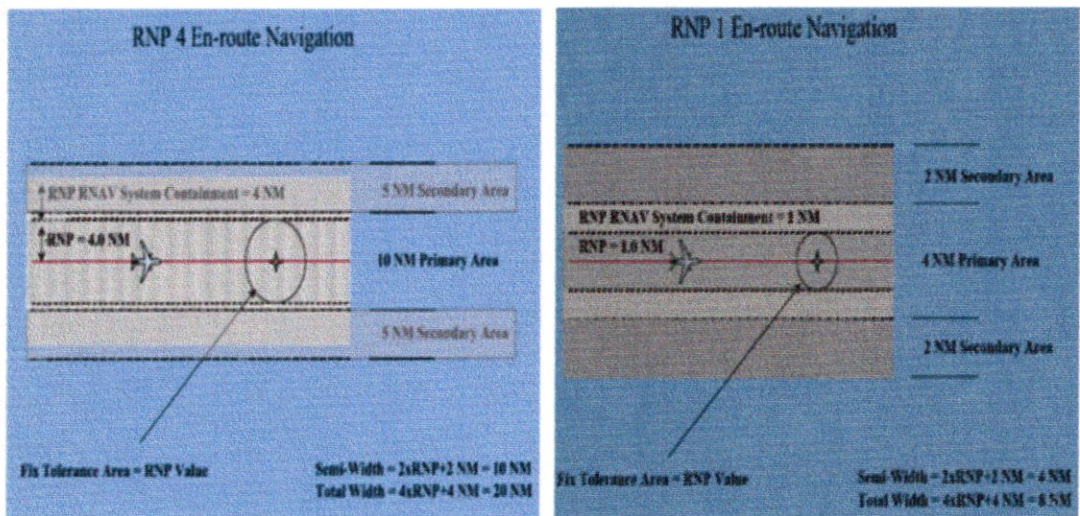 RNP 4 En-route Navigation
RNP RNAV System Containment = 4 NM
5 NM Secondary Area
RNP = 4.0 NM
10 NM Primary Area
5 NM Secondary Area
Fix Tolerance Area = RNP Value
Semi-Width = 2xRNP+2 NM = 10 NM
Total Width = 4xRNP+4 NM = 20 NM
RNP 1 En-route Navigation
2 NM Secondary Area
RNP RNAV System Containment = 1 NM
RNP = 1.0 NM
4 NM Primary Area
2 NM Secondary Area
Fix Tolerance Area = RNP Value
Semi-Width = 2xRNP+2 NM = 4 NM
Total Width = 4xRNP+4 NM = 8 NM